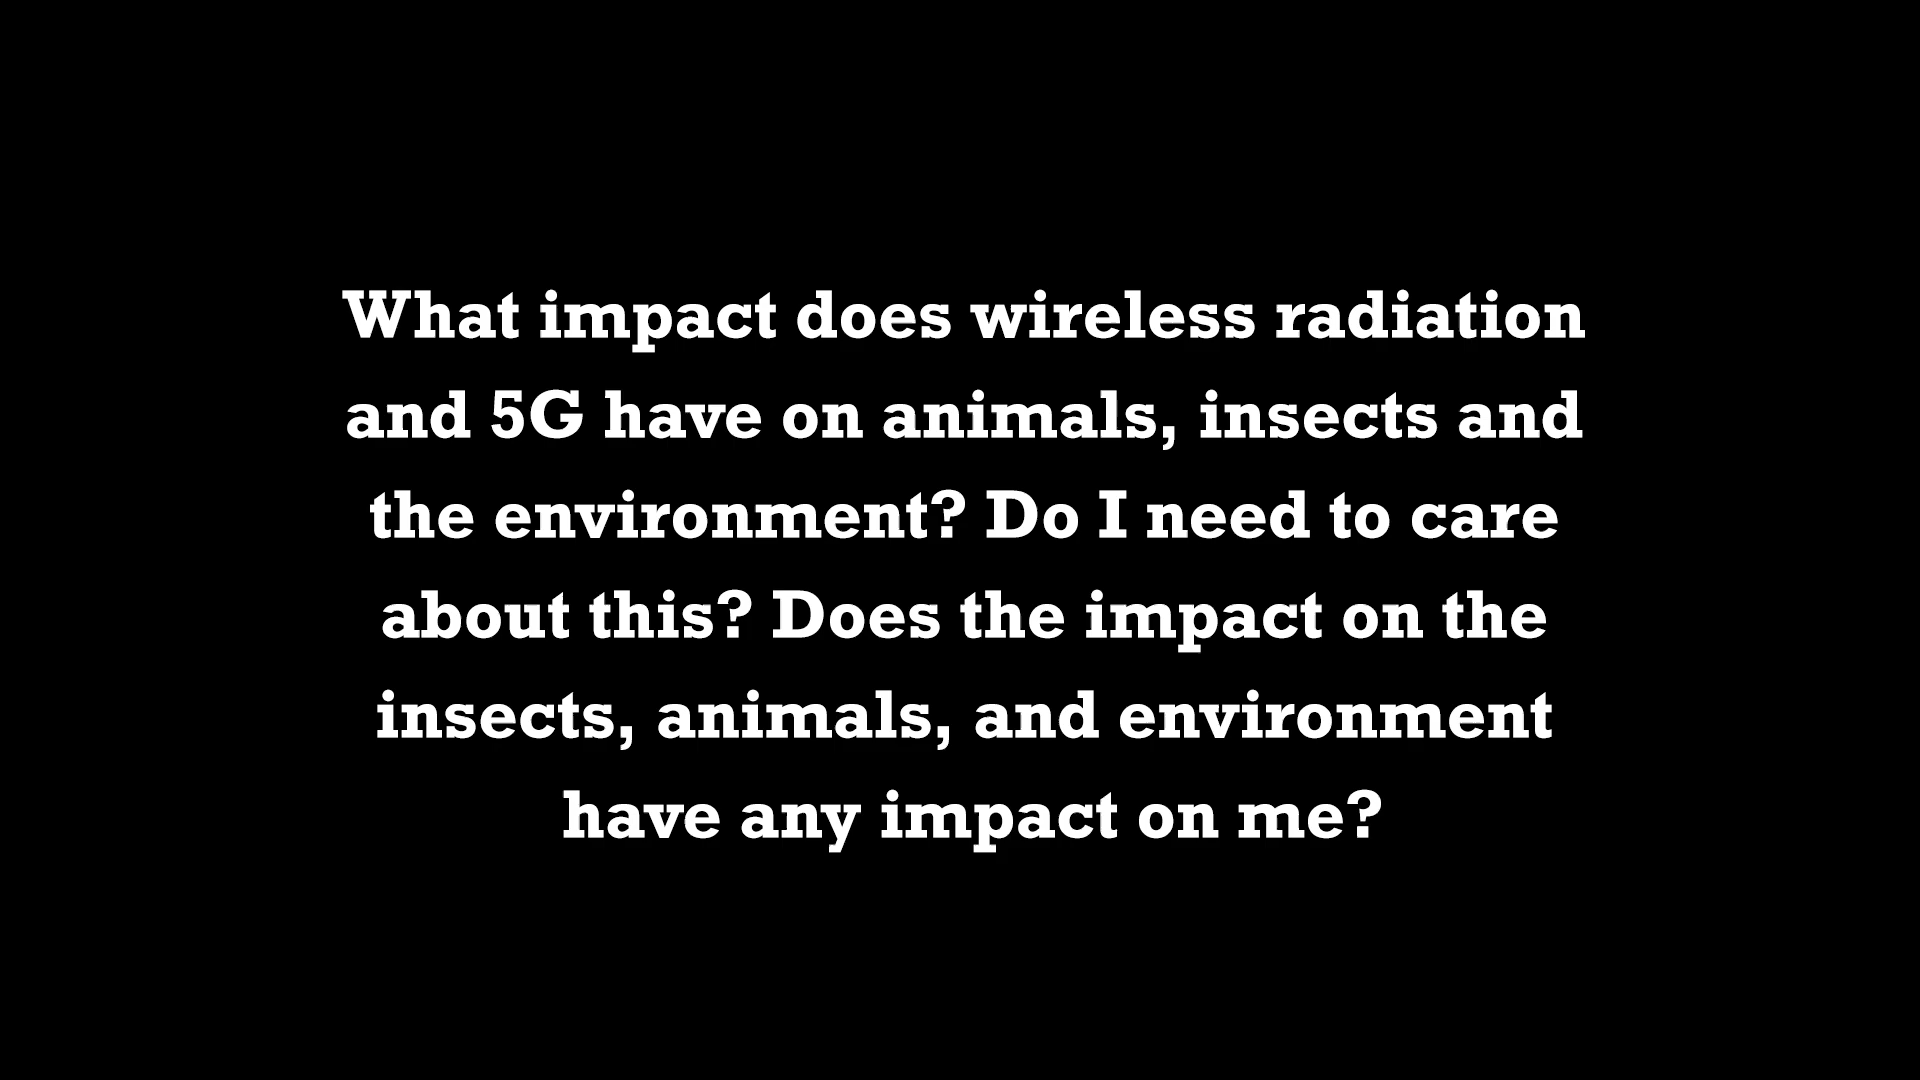 What impact does wireless radiation
and 5G have on animals, insects and
the environment? Do I need to care
about this? Does the impact on the
insects, animals, and environment
have any impact on me?